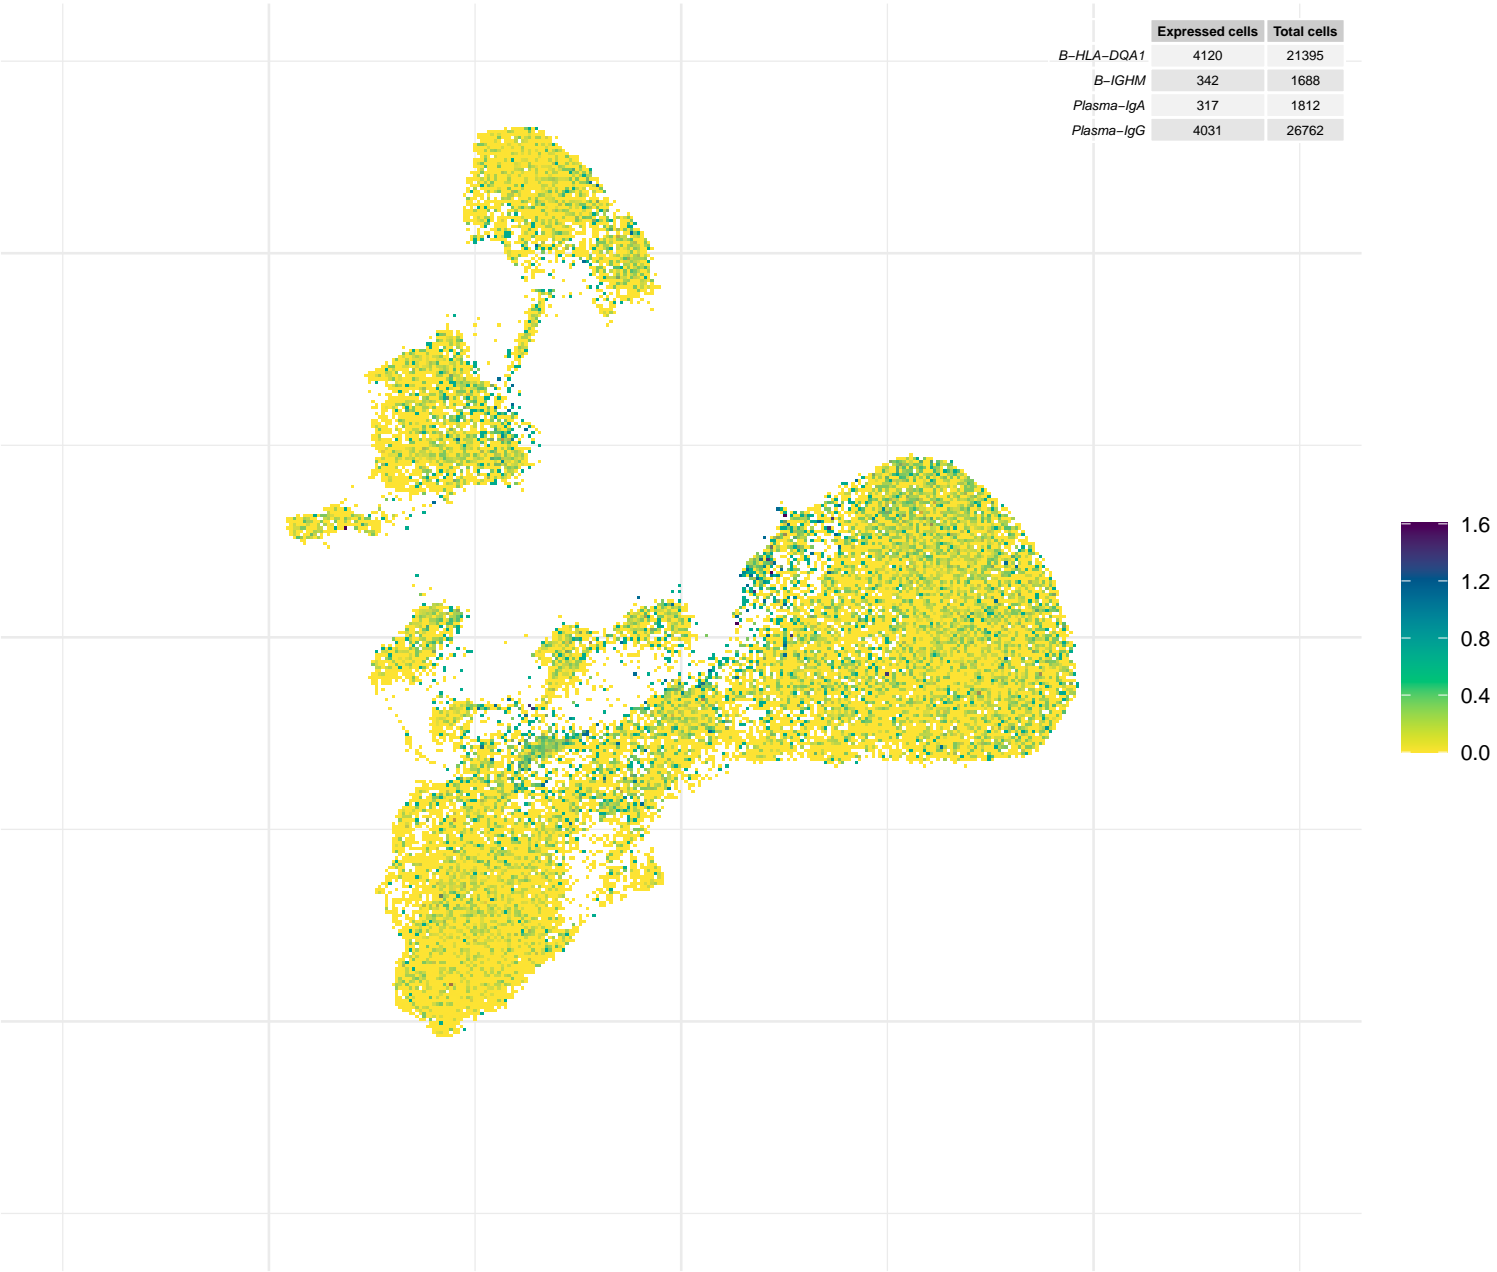 Expressed cells Total cells
B−HLA−DQA1 4120 21395
B−IGHM 342 1688
Plasma−IgA 317 1812
Plasma−IgG 4031 26762
1.6
1.2
0.8
0.4
0.0